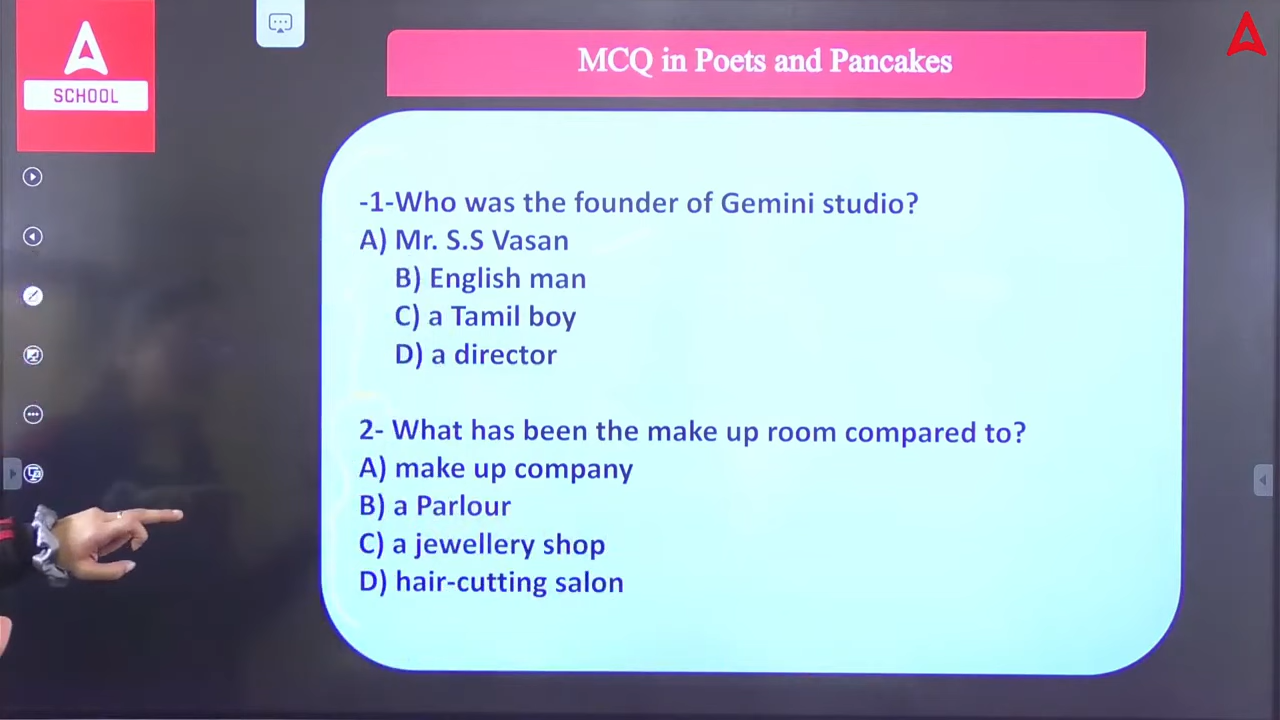 SCHOOL
MCQ in Poets and Pancakes
-1-Who was the founder of Gemini studio?
A) Mr. S.S Vasan
B) English man
C) a Tamil boy
D) a director
2- What has been the make up room compared to?
A) make up company
B) a Parlour
C) a jewellery shop
D) hair-cutting salon